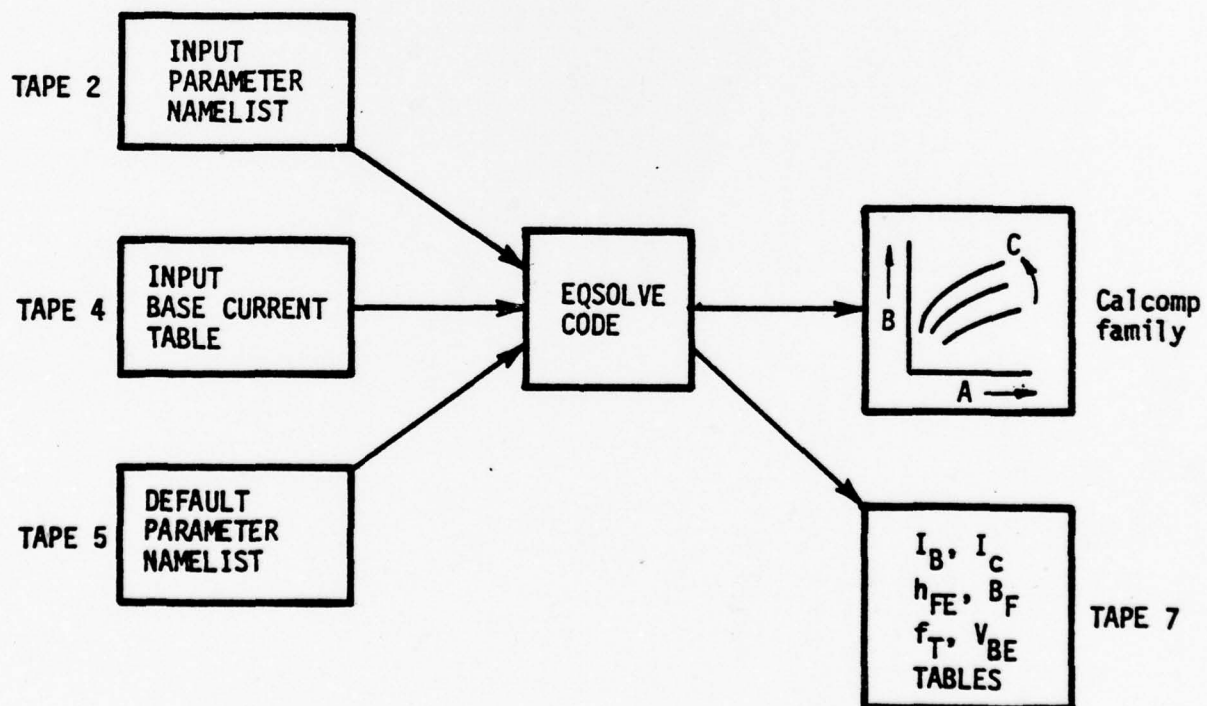 TAPE 2
INPUT
PARAMETER
NAMELIST
TAPE 4
INPUT
BASE CURRENT
TABLE
TAPE 5
DEFAULT
PARAMETER
NAMELIST
EQSOLVE
CODE
C
B
A
Calcomp
family
I_B, I_c
h_FE, B_F
f_T, V_BE
TABLES
TAPE 7